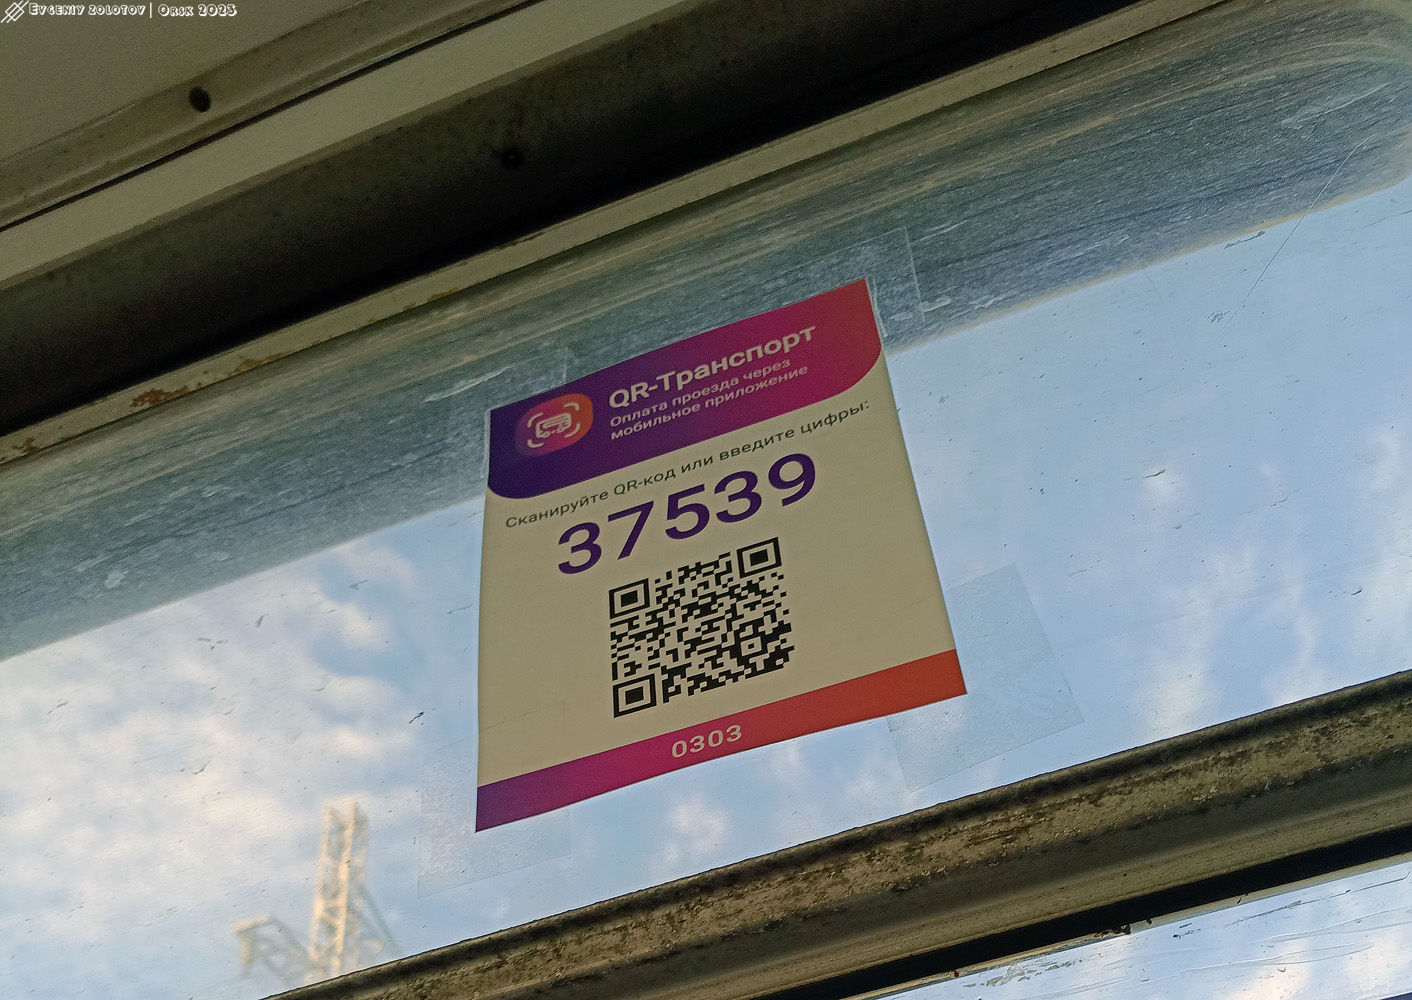 Evgeniy zolotov | Orsk 2023
QR-Транспорт
Оплата проезда через
мобильное приложение
Сканируйте QR-код или введите цифры:
37539
0303